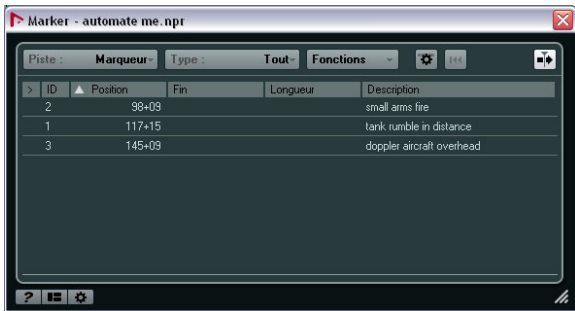 Marker - automate me.npr
Piste : Marqueur Type : Tout Fonctions
> ID Position Fin Longueur Description
2 98+09 small arms fire
1 117+15 tank rumble in distance
3 145+09 doppler aircraft overhead
?